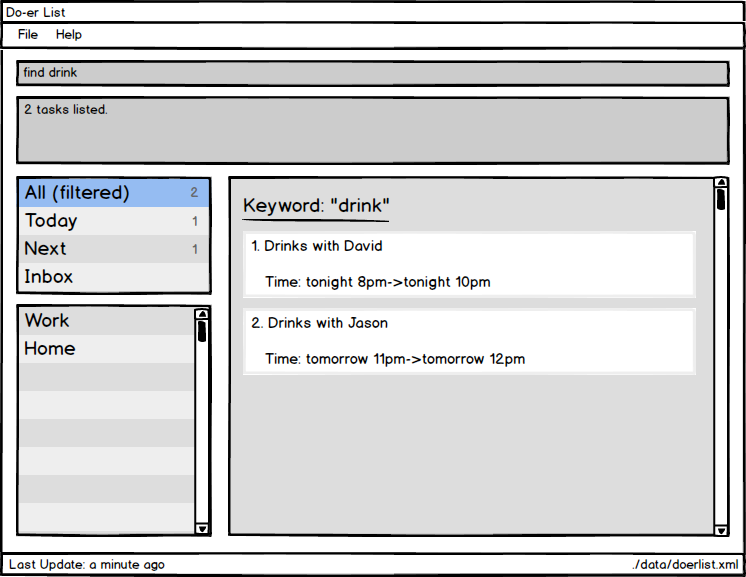 Do-er List
File Help
find drink
2 tasks listed.
All (filtered) 2
Today 1
Next 1
Inbox
Work
Home
Keyword: "drink"
1. Drinks with David
Time: tonight 8pm->tonight 10pm
2. Drinks with Jason
Time: tomorrow 11pm->tomorrow 12pm
Last Update: a minute ago
./data/doerlist.xml